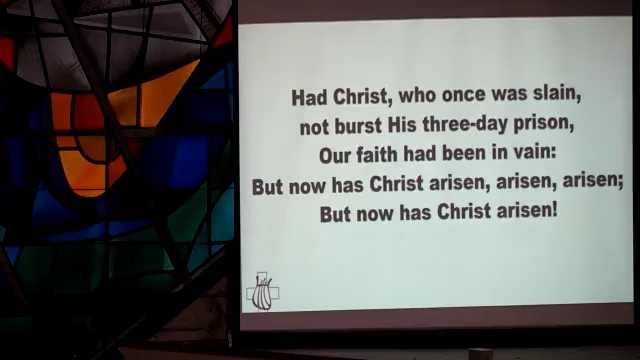 Had Christ, who once was slain,
not burst His three-day prison,
Our faith had been in vain:
But now has Christ arisen, arisen, arisen;
But now has Christ arisen!